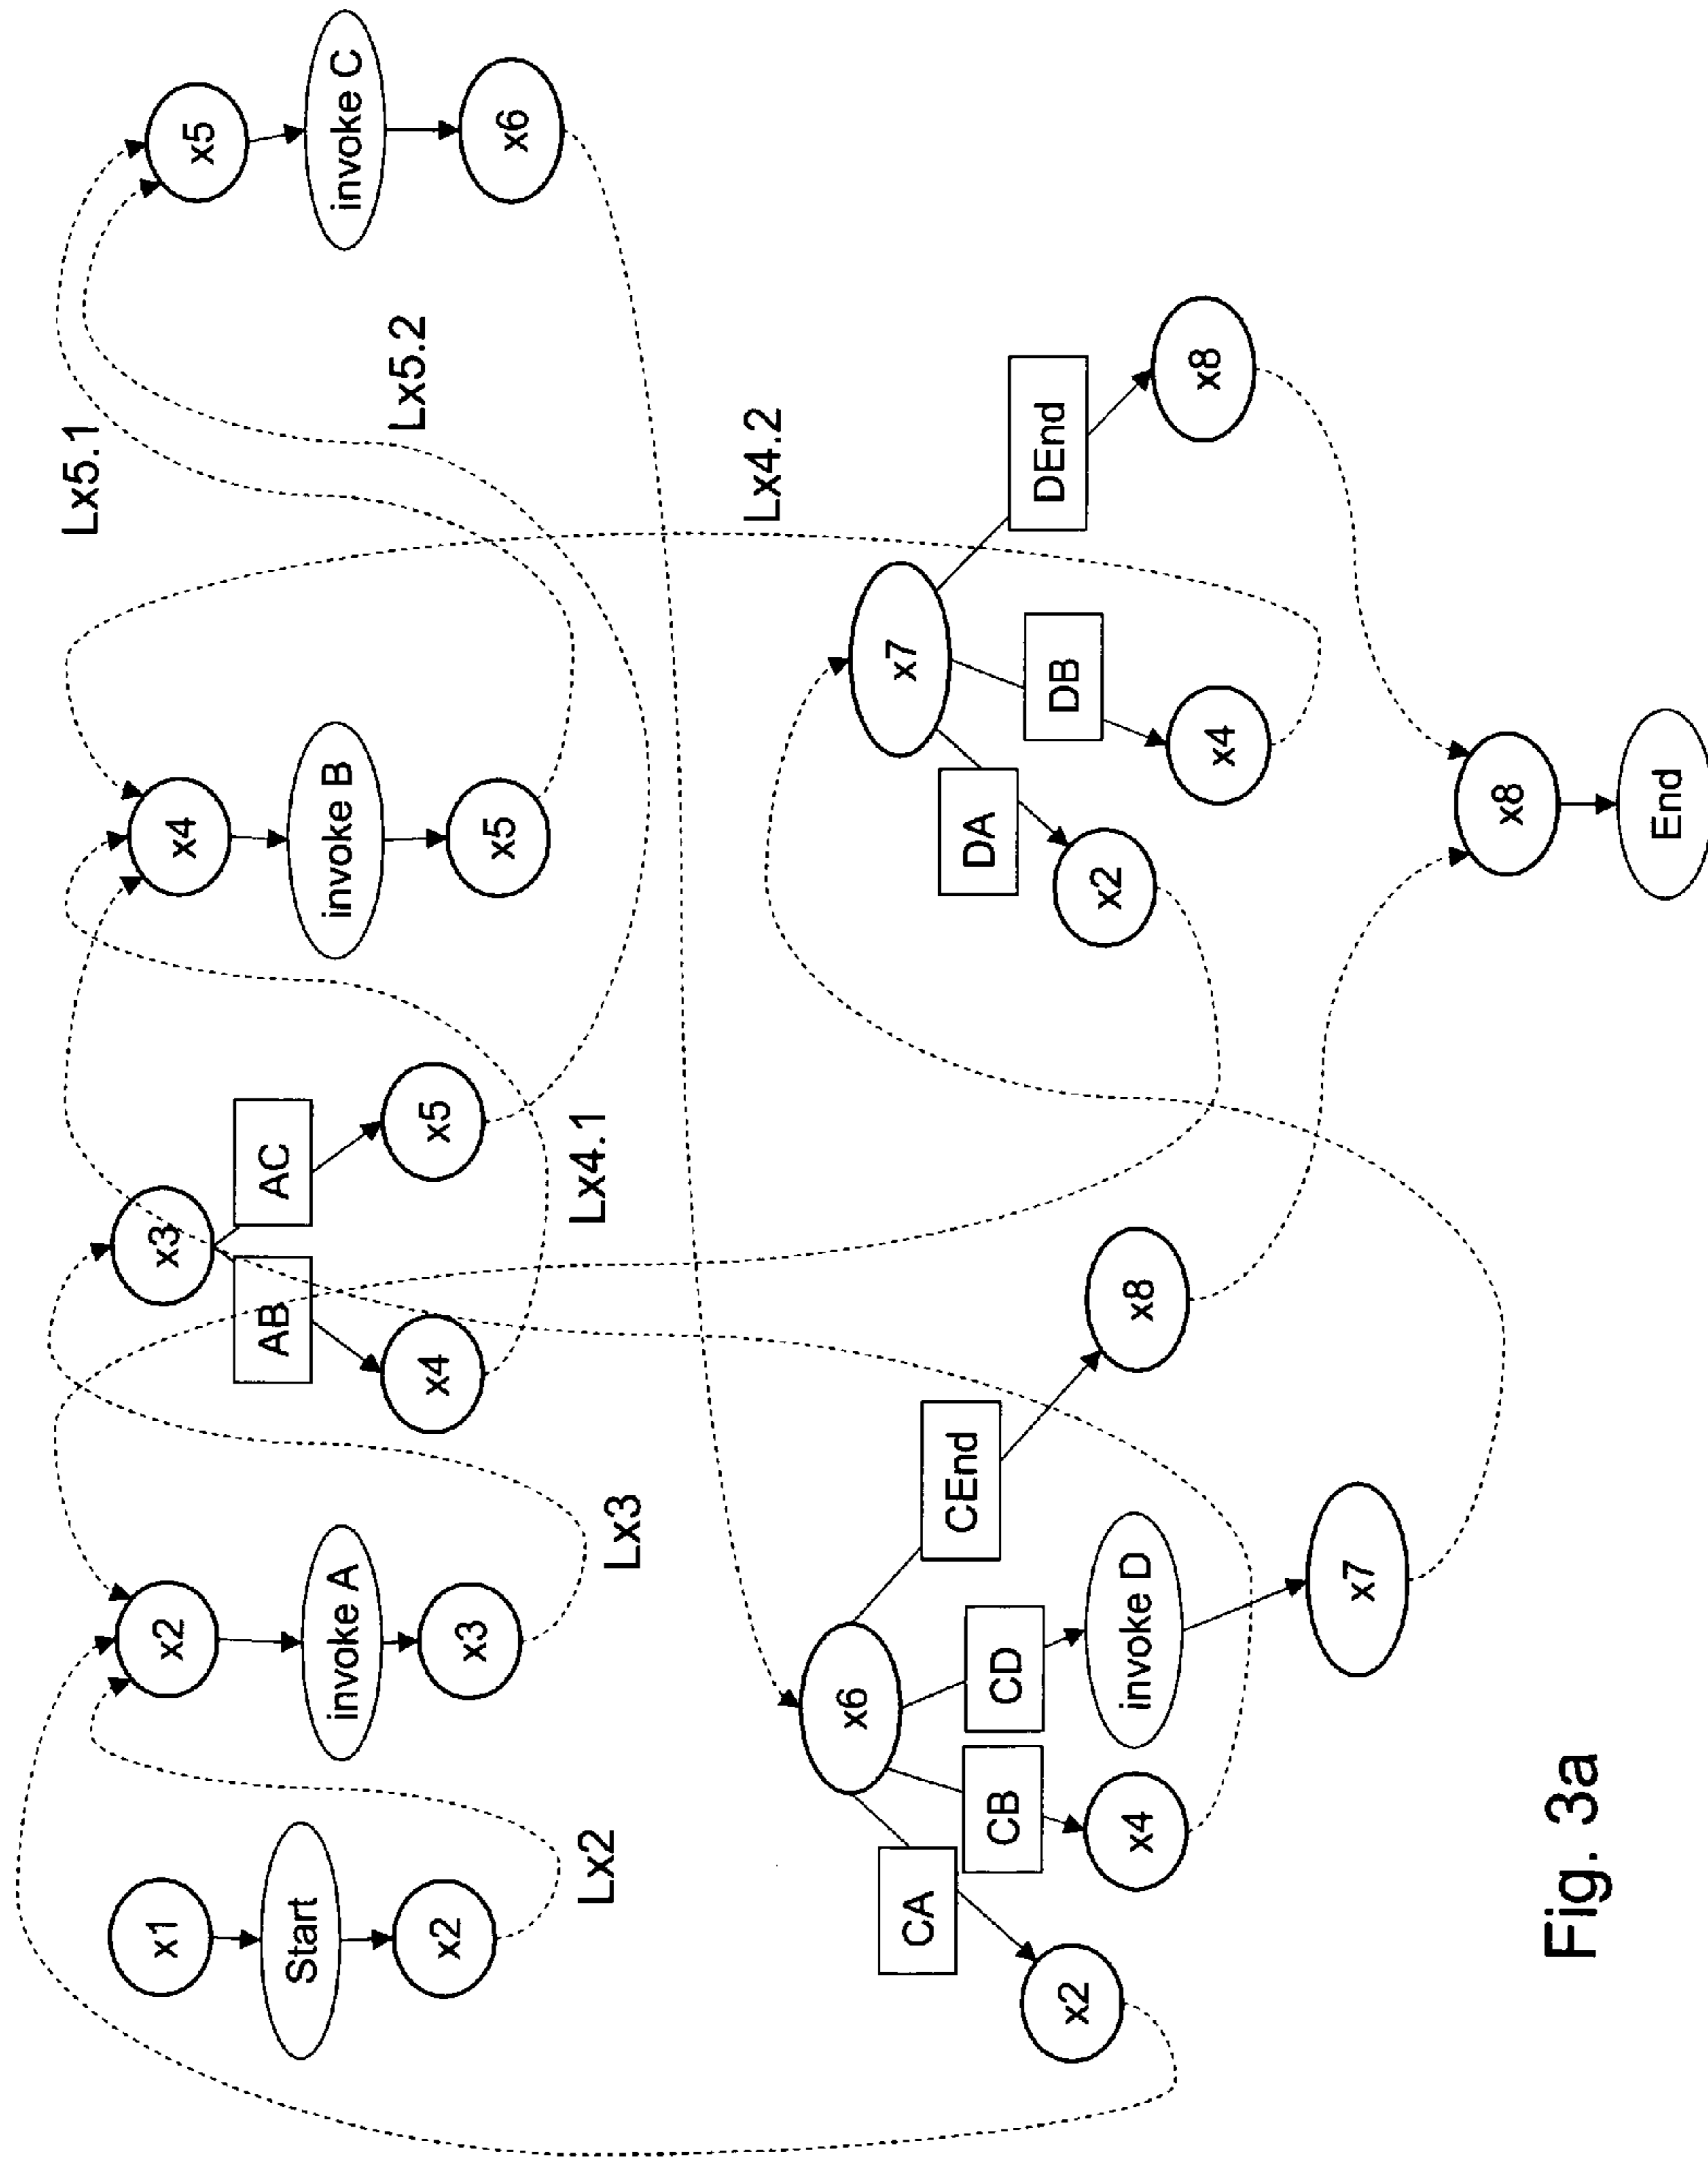 x1
Start
x2
Lx2
x2
invoke A
x3
Lx3
x3
AB
AC
x4
x5
Lx4.1
x4
invoke B
x5
Lx5.1
Lx5.2
x5
invoke C
x6
x6
CA
CB
CD
CEnd
x2
x4
invoke D
x8
x7
Lx4.2
x7
DA
DB
DEnd
x2
x4
x8
x8
End
Fig. 3a